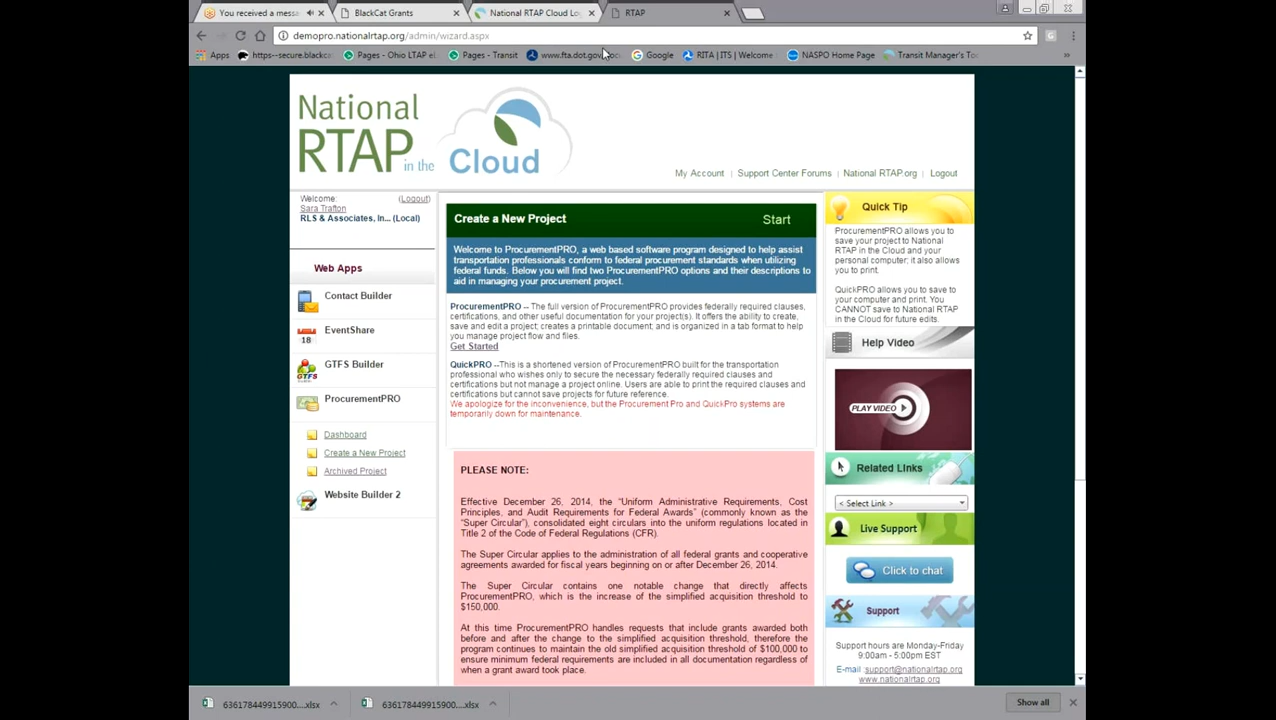 You received a messa
BlackCat Grants
National RTAP Cloud Lo
RTAP
demopro.nationalrtap.org/admin/wizard.aspx
Apps
https--secure.blackca
Pages - Ohio LTAP el
Pages - Transit
www.fta.dot.gov
Google
RITA | ITS | Welcome
NASPO Home Page
Transit Manager's To
»
National
RTAP
in the
Cloud
My Account | Support Center Forums | National RTAP.org | Logout
Welcome: (Logout)
Sara Trafton
RLS & Associates, In... (Local)
Web Apps
Contact Builder
EventShare
18
GTFS Builder
GTFS
ProcurementPRO
Dashboard
Create a New Project
Archived Project
Website Builder 2
Create a New Project Start
Welcome to ProcurementPRO, a web based software program designed to help assist
transportation professionals conform to federal procurement standards when utilizing
federal funds. Below you will find two ProcurementPRO options and their descriptions to
aid in managing your procurement project.
ProcurementPRO -- The full version of ProcurementPRO provides federally required clauses,
certifications, and other useful documentation for your project(s). It offers the ability to create,
save and edit a project; creates a printable document; and is organized in a tab format to help
you manage project flow and files.
Get Started
QuickPRO --This is a shortened version of ProcurementPRO built for the transportation
professional who wishes only to secure the necessary federally required clauses and
certifications but not manage a project online. Users are able to print the required clauses and
certifications but cannot save projects for future reference.
We apologize for the inconvenience, but the Procurement Pro and QuickPro systems are
temporarily down for maintenance.
PLEASE NOTE:
Effective December 26, 2014, the "Uniform Administrative Requirements, Cost
Principles, and Audit Requirements for Federal Awards" (commonly known as the
"Super Circular"), consolidated eight circulars into the uniform regulations located in
Title 2 of the Code of Federal Regulations (CFR).
The Super Circular applies to the administration of all federal grants and cooperative
agreements awarded for fiscal years beginning on or after December 26, 2014.
The Super Circular contains one notable change that directly affects
ProcurementPRO, which is the increase of the simplified acquisition threshold to
$150,000.
At this time ProcurementPRO handles requests that include grants awarded both
before and after the change to the simplified acquisition threshold, therefore the
program continues to maintain the old simplified acquisition threshold of $100,000 to
ensure minimum federal requirements are included in all documentation regardless of
when a grant award took place.
Quick Tip
ProcurementPRO allows you to
save your project to National
RTAP in the Cloud and your
personal computer; it also allows
you to print.
QuickPRO allows you to save to
your computer and print. You
CANNOT save to National RTAP
in the Cloud for future edits.
Help Video
PLAY VIDEO
Related Links
< Select Link >
Live Support
Click to chat
Support
Support hours are Monday-Friday
9:00am - 5:00pm EST
E-mail: support@nationalrtap.org
www.nationalrtap.org
636178449915900....xlsx
636178449915900....xlsx
Show all